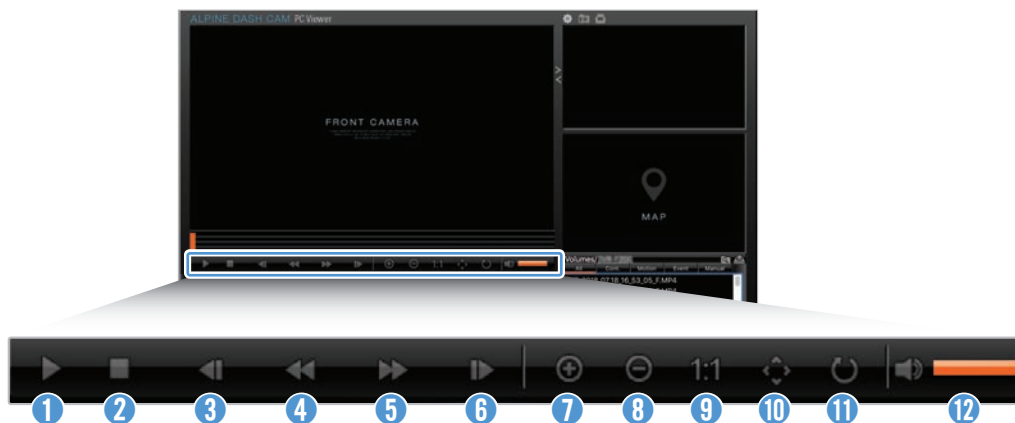 ALPINE DASH CAM PC Viewer
FRONT CAMERA
MAP
1:1
Volumes/
All Cont. Motion Event Manual
1:1
1 2 3 4 5 6 7 8 9 10 11 12